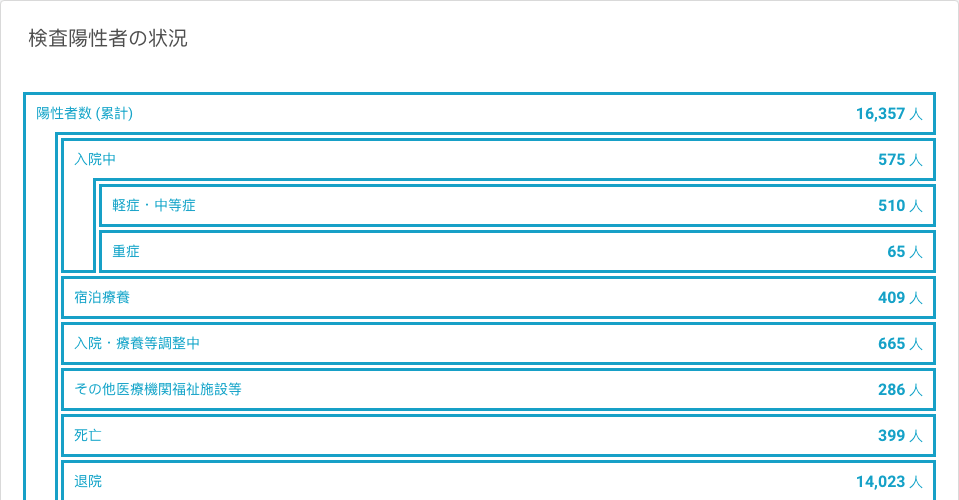 検査陽性者の状況
陽性者数 (累計) 16,357 人
入院中 575 人
軽症・中等症 510 人
重症 65 人
宿泊療養 409 人
入院・療養等調整中 665 人
その他医療機関福祉施設等 286 人
死亡 399 人
退院 14,023 人